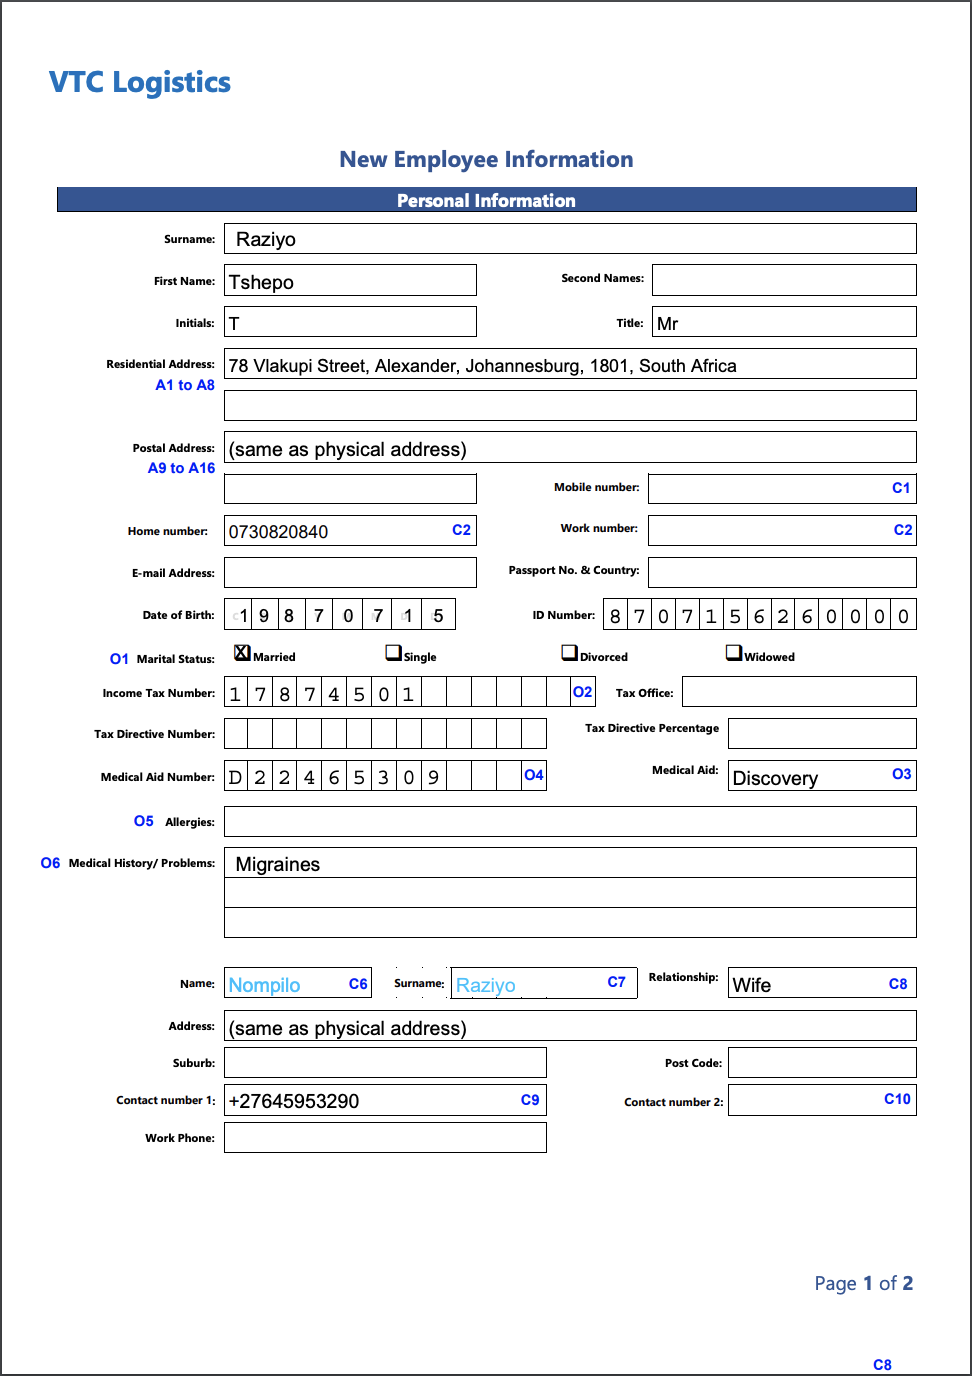 VTC Logistics
New Employee Information
Personal Information
Surname: Raziyo
First Name: Tshepo Second Names:
Initials: T Title: Mr
Residential Address: 78 Vlakupi Street, Alexander, Johannesburg, 1801, South Africa
A1 to A8
Postal Address: (same as physical address)
A9 to A16
Mobile number: C1
Home number: 0730820840 C2 Work number: C2
E-mail Address: Passport No. & Country:
Date of Birth: 1 9 8 7 0 7 1 5 ID Number: 8 7 0 7 1 5 6 2 6 0 0 0 0
O1 Marital Status: X Married Single Divorced Widowed
Income Tax Number: 1 7 8 7 4 5 0 1 O2 Tax Office:
Tax Directive Number: Tax Directive Percentage
Medical Aid Number: D 2 2 4 6 5 3 0 9 O4 Medical Aid: Discovery O3
O5 Allergies:
O6 Medical History/ Problems: Migraines
Name: Nompilo C6 Surname: Raziyo C7 Relationship: Wife C8
Address: (same as physical address)
Suburb: Post Code:
Contact number 1: +27645953290 C9 Contact number 2: C10
Work Phone:
Page 1 of 2
C8